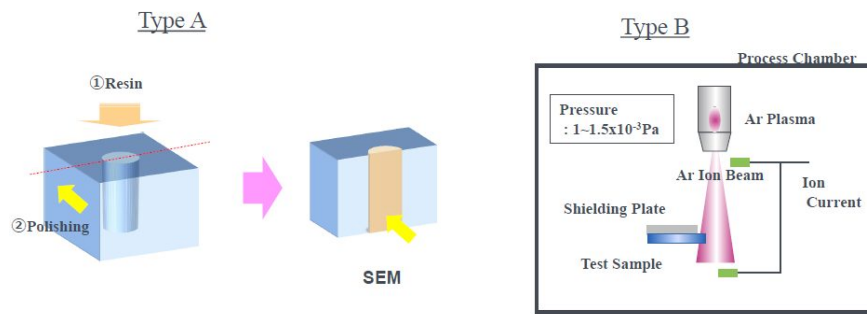 Type A
①Resin
②Polishing
SEM
Type B
Process Chamber
Pressure
: 1~1.5x10⁻³Pa
Ar Plasma
Ar Ion Beam
Ion
Current
Shielding Plate
Test Sample